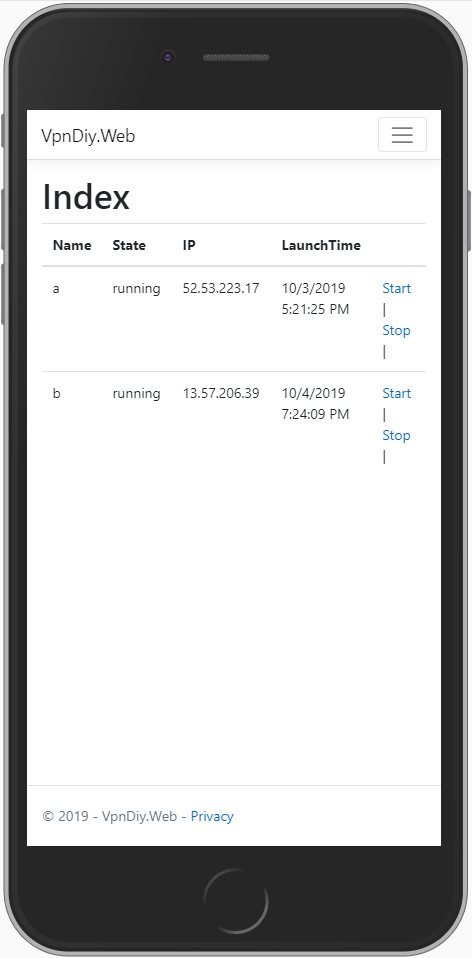 VpnDiy.Web
Index
Name State IP LaunchTime
a running 52.53.223.17 10/3/2019 Start
5:21:25 PM |
Stop
|
b running 13.57.206.39 10/4/2019 Start
7:24:09 PM |
Stop
|
© 2019 - VpnDiy.Web - Privacy